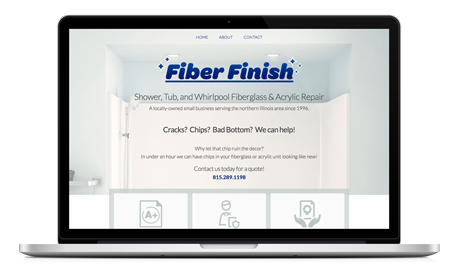 HOME ABOUT CONTACT
Fiber Finish
Shower, Tub, and Whirlpool Fiberglass & Acrylic Repair
A locally-owned small business serving the northern Illinois area since 1996.
Cracks? Chips? Bad Bottom? We can help!
Why let that chip ruin the decor?
In under an hour we can have chips in your fiberglass or acrylic unit looking like new!
Contact us today for a quote!
815.289.1198
A+